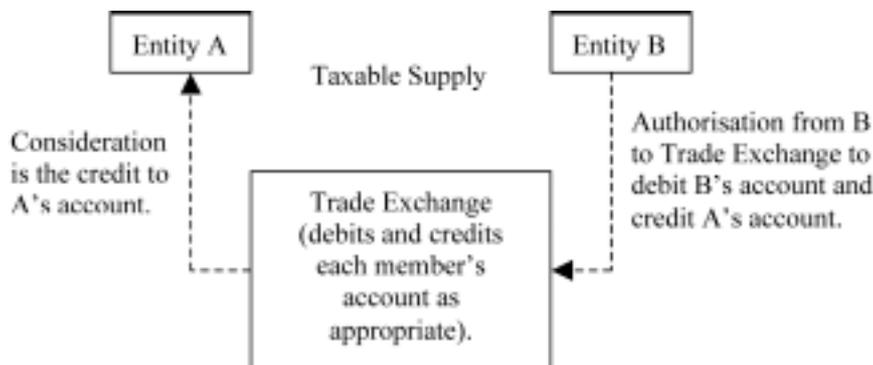 Entity A
Entity B
Taxable Supply
Consideration
is the credit to
A's account.
Authorisation from B
to Trade Exchange to
debit B's account and
credit A's account.
Trade Exchange
(debits and credits
each member's
account as
appropriate).